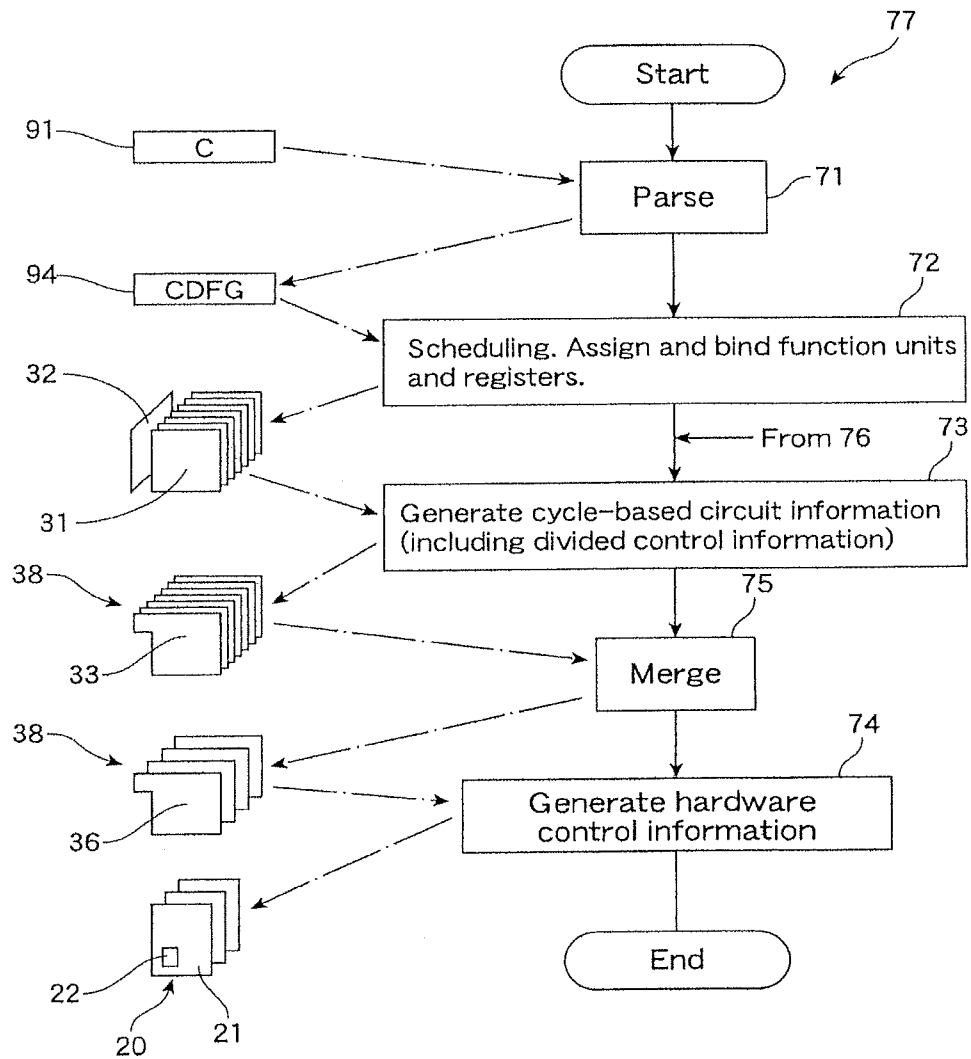 77
Start
91
C
71
Parse
94
CDFG
72
Scheduling. Assign and bind function units
and registers.
32
31
From 76
73
Generate cycle-based circuit information
(including divided control information)
38
33
75
Merge
38
36
74
Generate hardware
control information
22
20
21
End